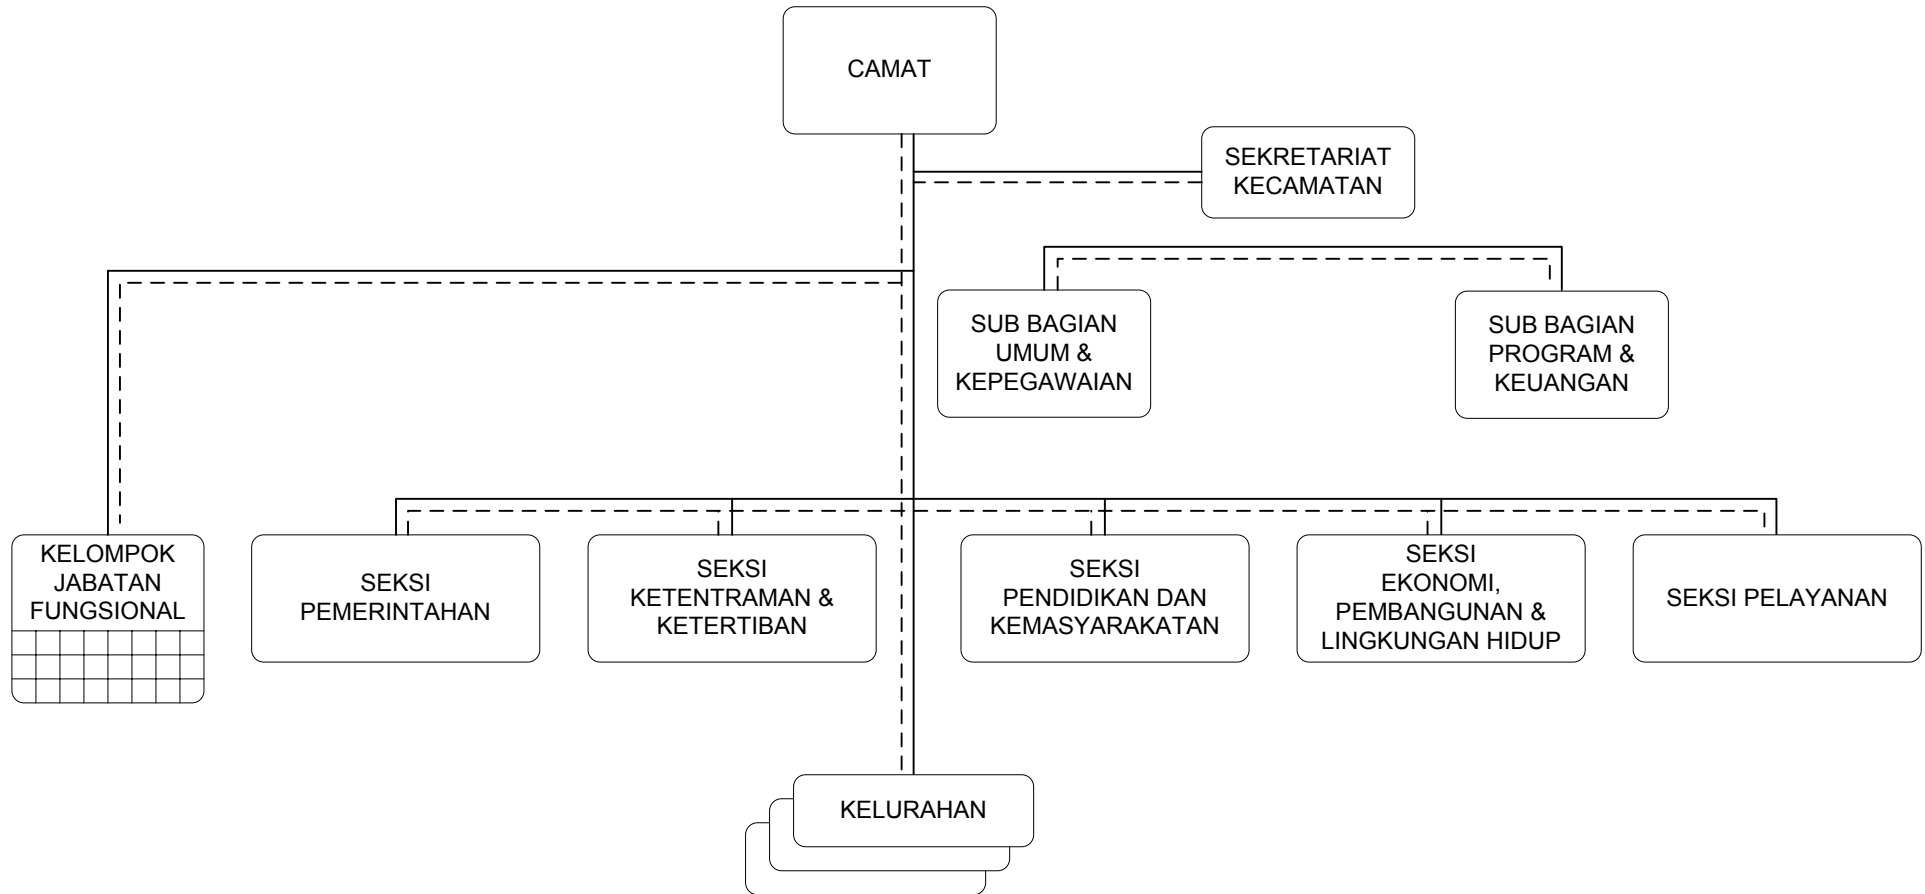 CAMAT
SEKRETARIAT
KECAMATAN
SUB BAGIAN
UMUM &
KEPEGAWAIAN
SUB BAGIAN
PROGRAM &
KEUANGAN
KELOMPOK
JABATAN
FUNGSIONAL
SEKSI
PEMERINTAHAN
SEKSI
KETENTRAMAN &
KETERTIBAN
SEKSI
PENDIDIKAN DAN
KEMASYARAKATAN
SEKSI
EKONOMI,
PEMBANGUNAN &
LINGKUNGAN HIDUP
SEKSI PELAYANAN
KELURAHAN